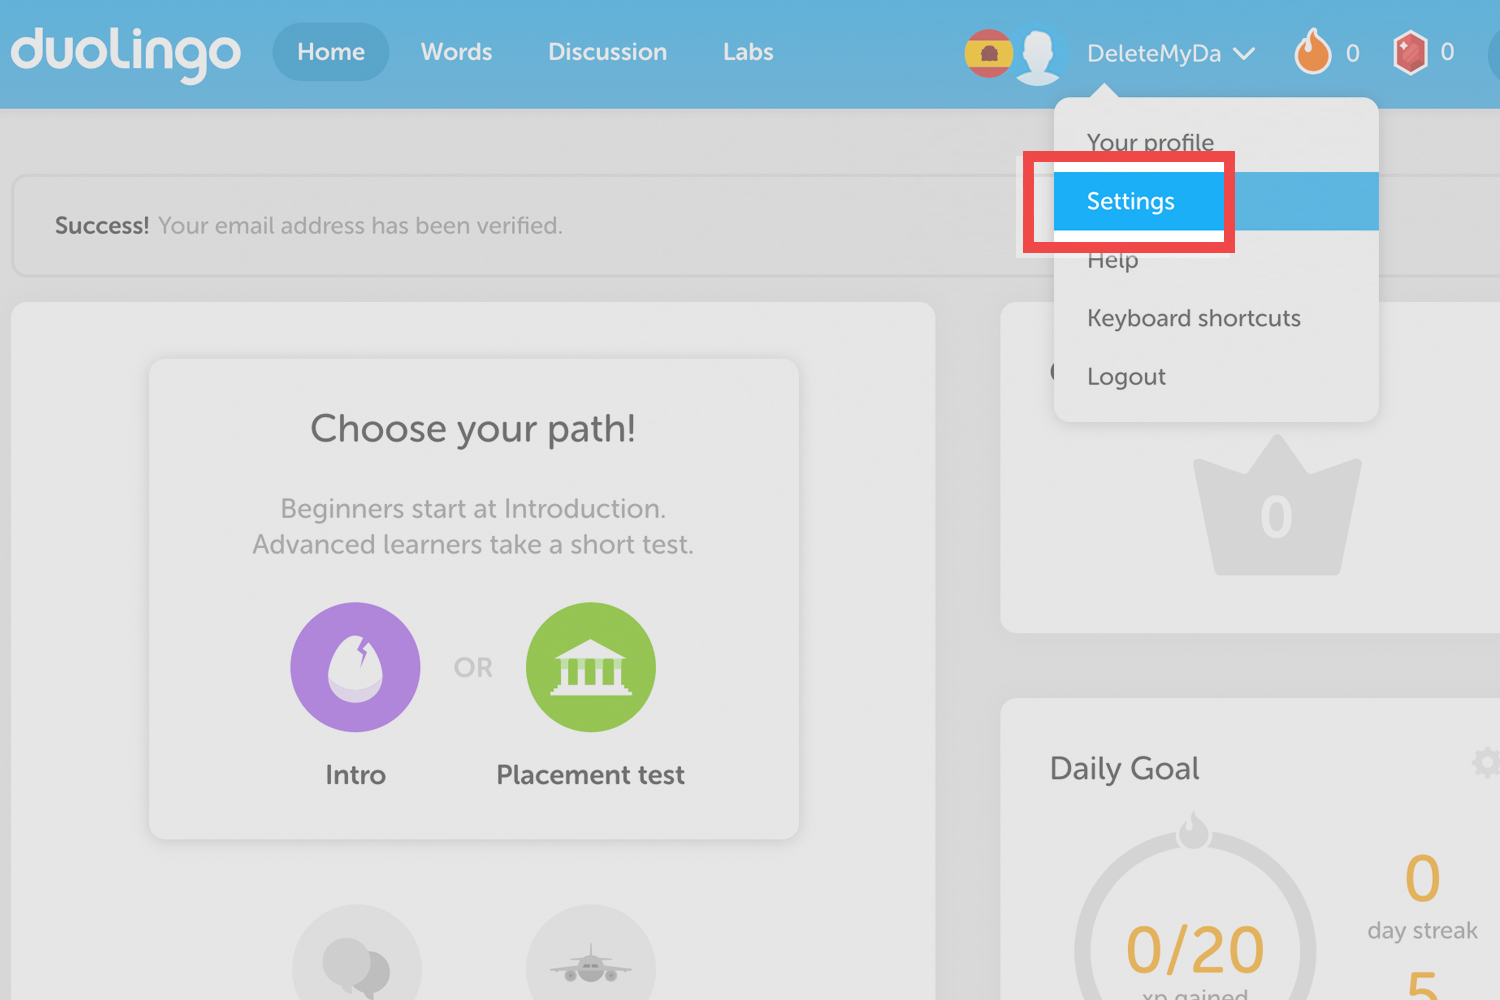 duolingo
Home
Words
Discussion
Labs
DeleteMyDa
0
0
Your profile
Settings
Help
Keyboard shortcuts
Logout
Success! Your email address has been verified.
Choose your path!
Beginners start at Introduction.
Advanced learners take a short test.
Intro
OR
Placement test
0
Daily Goal
0/20
xp gained
0
day streak
5